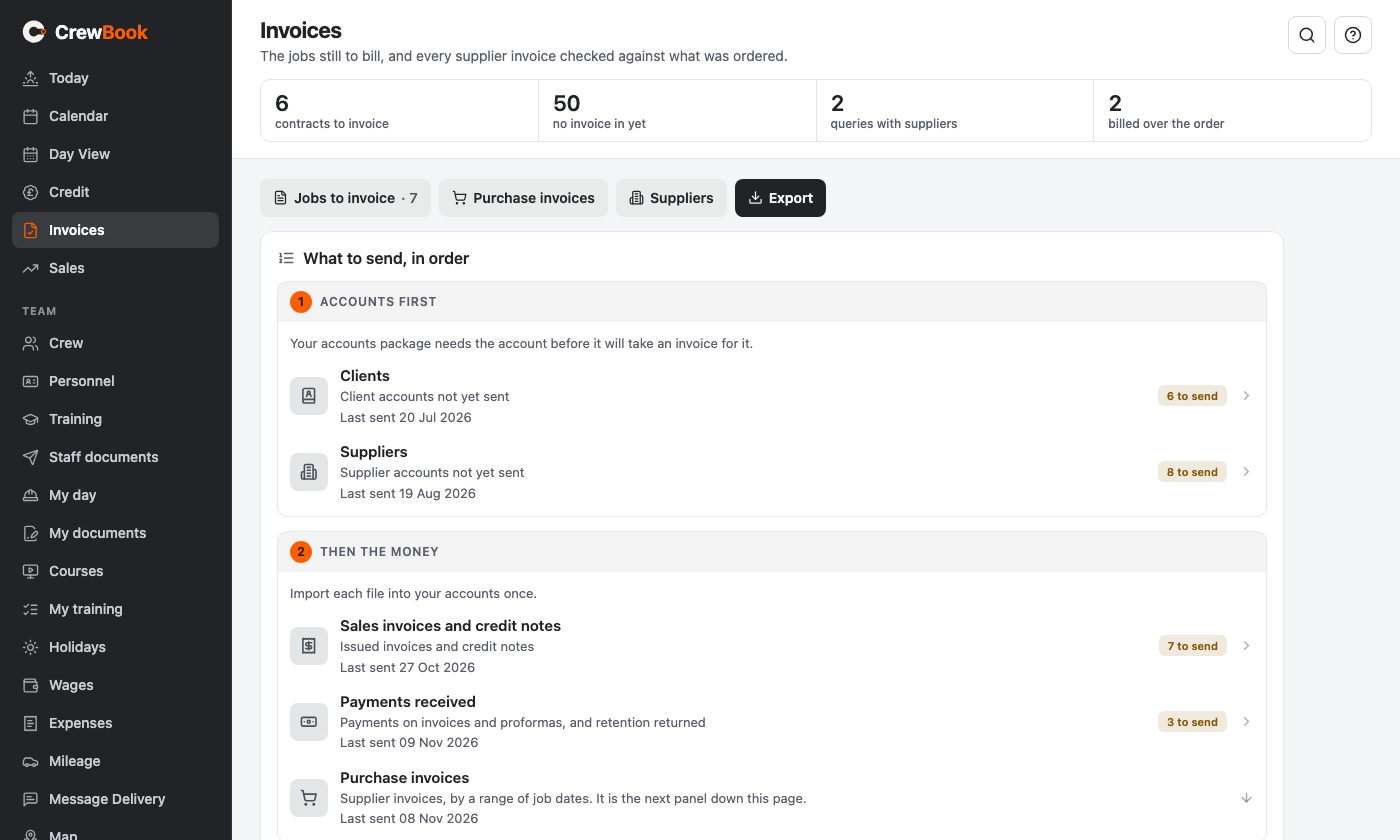 CrewBook
Today
Calendar
Day View
Credit
Invoices
Sales
TEAM
Crew
Personnel
Training
Staff documents
My day
My documents
Courses
My training
Holidays
Wages
Expenses
Mileage
Message Delivery
Map
Invoices
The jobs still to bill, and every supplier invoice checked against what was ordered.
6
contracts to invoice
50
no invoice in yet
2
queries with suppliers
2
billed over the order
Jobs to invoice · 7
Purchase invoices
Suppliers
Export
What to send, in order
1 ACCOUNTS FIRST
Your accounts package needs the account before it will take an invoice for it.
Clients
Client accounts not yet sent
Last sent 20 Jul 2026
6 to send
Suppliers
Supplier accounts not yet sent
Last sent 19 Aug 2026
8 to send
2 THEN THE MONEY
Import each file into your accounts once.
Sales invoices and credit notes
Issued invoices and credit notes
Last sent 27 Oct 2026
7 to send
Payments received
Payments on invoices and proformas, and retention returned
Last sent 09 Nov 2026
3 to send
Purchase invoices
Supplier invoices, by a range of job dates. It is the next panel down this page.
Last sent 08 Nov 2026